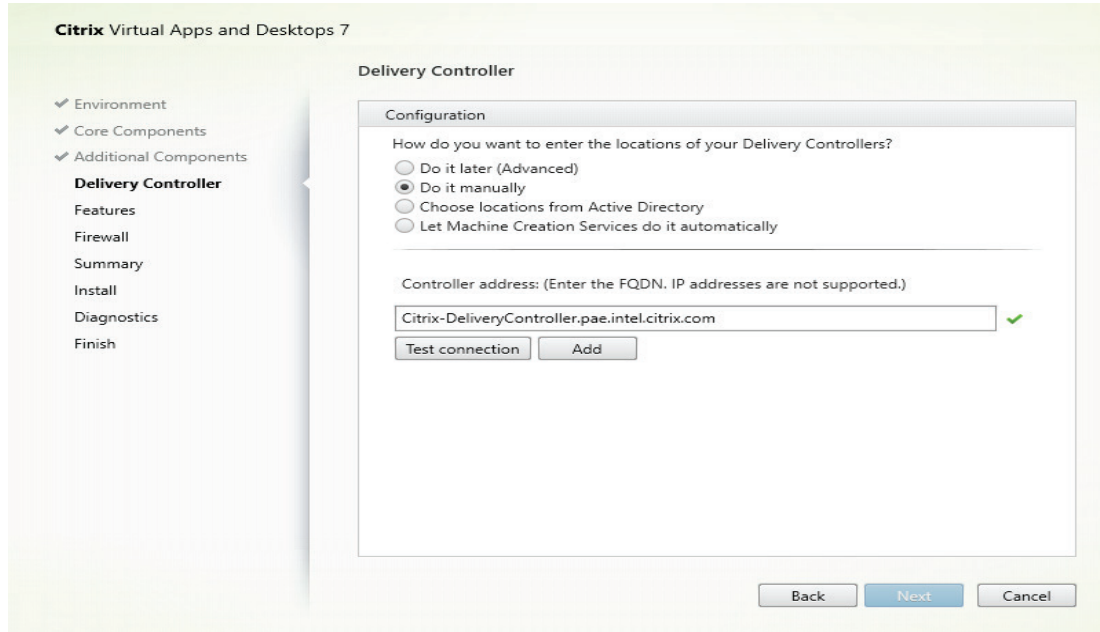 Citrix Virtual Apps and Desktops 7
Delivery Controller
Environment
Core Components
Additional Components
Delivery Controller
Features
Firewall
Summary
Install
Diagnostics
Finish
Configuration
How do you want to enter the locations of your Delivery Controllers?
Do it later (Advanced)
Do it manually
Choose locations from Active Directory
Let Machine Creation Services do it automatically
Controller address: (Enter the FQDN. IP addresses are not supported.)
Citrix-DeliveryController.pae.intel.citrix.com
Test connection Add
Back Next Cancel